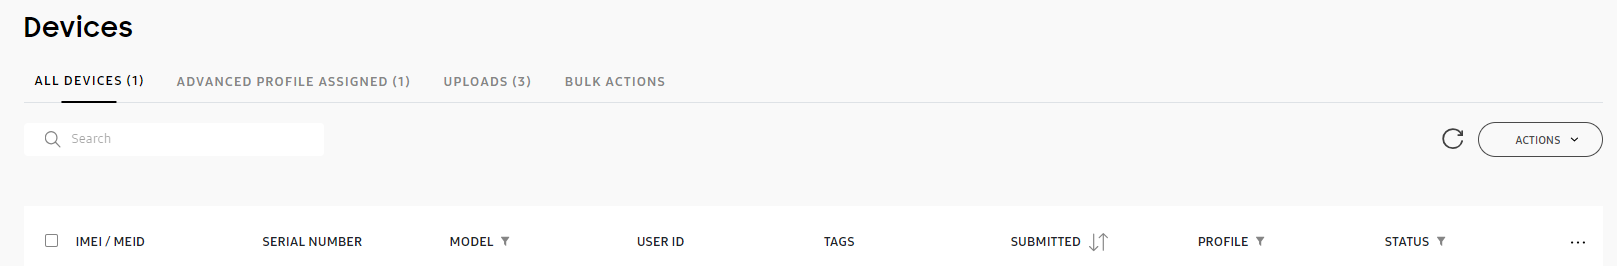 Devices
ALL DEVICES (1) ADVANCED PROFILE ASSIGNED (1) UPLOADS (3) BULK ACTIONS
Search ACTIONS
IMEI / MEID SERIAL NUMBER MODEL USER ID TAGS SUBMITTED PROFILE STATUS ...